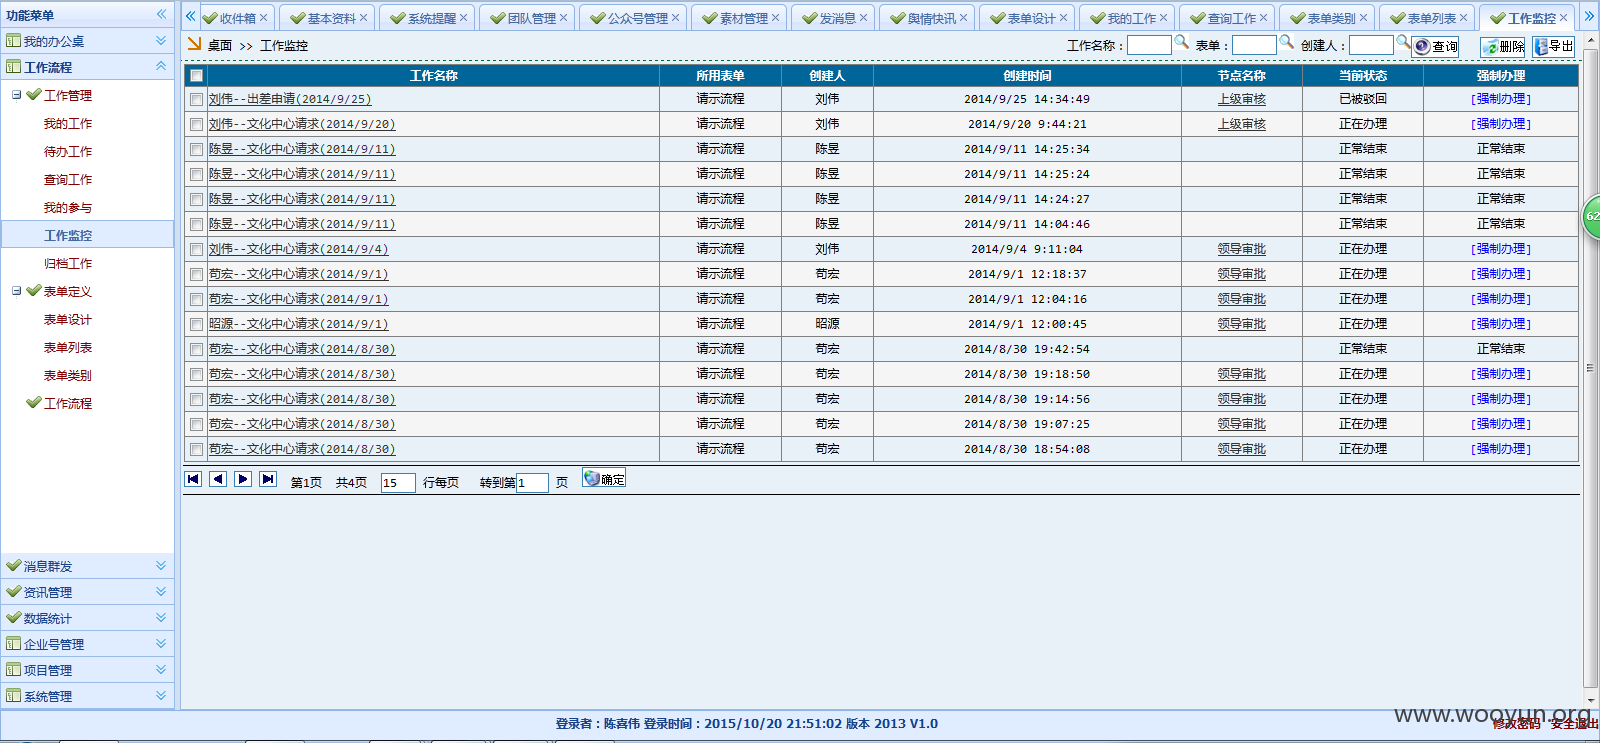 功能菜单
我的办公桌
工作流程
工作管理
我的工作
待办工作
查询工作
我的参与
工作监控
归档工作
表单定义
表单设计
表单列表
表单类别
工作流程
消息群发
资讯管理
数据统计
企业号管理
项目管理
系统管理
收件箱 基本资料 系统提醒 团队管理 公众号管理 素材管理 发消息 舆情快讯 表单设计 我的工作 查询工作 表单类别 表单列表 工作监控
桌面 >> 工作监控 工作名称： 表单： 创建人： 查询 删除 导出
工作名称 所用表单 创建人 创建时间 节点名称 当前状态 强制办理
刘伟--出差申请(2014/9/25) 请示流程 刘伟 2014/9/25 14:34:49 上级审核 已被驳回 [强制办理]
刘伟--文化中心请求(2014/9/20) 请示流程 刘伟 2014/9/20 9:44:21 上级审核 正在办理 [强制办理]
陈昱--文化中心请求(2014/9/11) 请示流程 陈昱 2014/9/11 14:25:34 正常结束 正常结束
陈昱--文化中心请求(2014/9/11) 请示流程 陈昱 2014/9/11 14:25:24 正常结束 正常结束
陈昱--文化中心请求(2014/9/11) 请示流程 陈昱 2014/9/11 14:24:27 正常结束 正常结束
陈昱--文化中心请求(2014/9/11) 请示流程 陈昱 2014/9/11 14:04:46 正常结束 正常结束
刘伟--文化中心请求(2014/9/4) 请示流程 刘伟 2014/9/4 9:11:04 领导审批 正在办理 [强制办理]
苟宏--文化中心请求(2014/9/1) 请示流程 苟宏 2014/9/1 12:18:37 领导审批 正在办理 [强制办理]
苟宏--文化中心请求(2014/9/1) 请示流程 苟宏 2014/9/1 12:04:16 领导审批 正在办理 [强制办理]
昭源--文化中心请求(2014/9/1) 请示流程 昭源 2014/9/1 12:00:45 领导审批 正在办理 [强制办理]
苟宏--文化中心请求(2014/8/30) 请示流程 苟宏 2014/8/30 19:42:54 正常结束 正常结束
苟宏--文化中心请求(2014/8/30) 请示流程 苟宏 2014/8/30 19:18:50 领导审批 正在办理 [强制办理]
苟宏--文化中心请求(2014/8/30) 请示流程 苟宏 2014/8/30 19:14:56 领导审批 正在办理 [强制办理]
苟宏--文化中心请求(2014/8/30) 请示流程 苟宏 2014/8/30 19:07:25 领导审批 正在办理 [强制办理]
苟宏--文化中心请求(2014/8/30) 请示流程 苟宏 2014/8/30 18:54:08 领导审批 正在办理 [强制办理]
第1页 共4页 15 行每页 转到第1 页 确定
62
登录者：陈喜伟 登录时间：2015/10/20 21:51:02 版本 2013 V1.0
修改密码 安全退出
www.wooyun.org